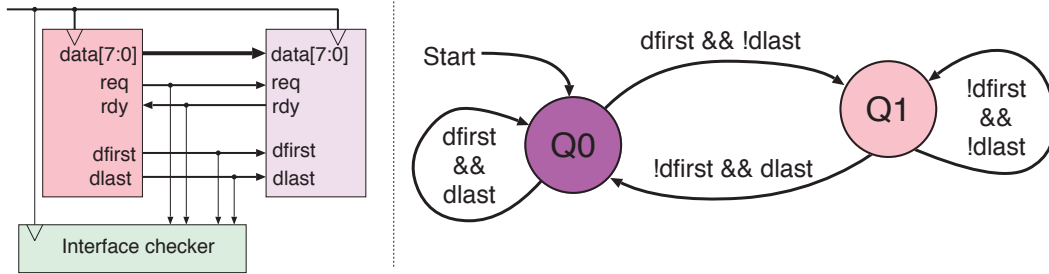 data[7:0]
req
rdy
dfirst
dlast
data[7:0]
req
rdy
dfirst
dlast
Interface checker
Start
dfirst && !dlast
Q0
Q1
dfirst
&&
dlast
!dfirst && dlast
!dfirst
&&
!dlast